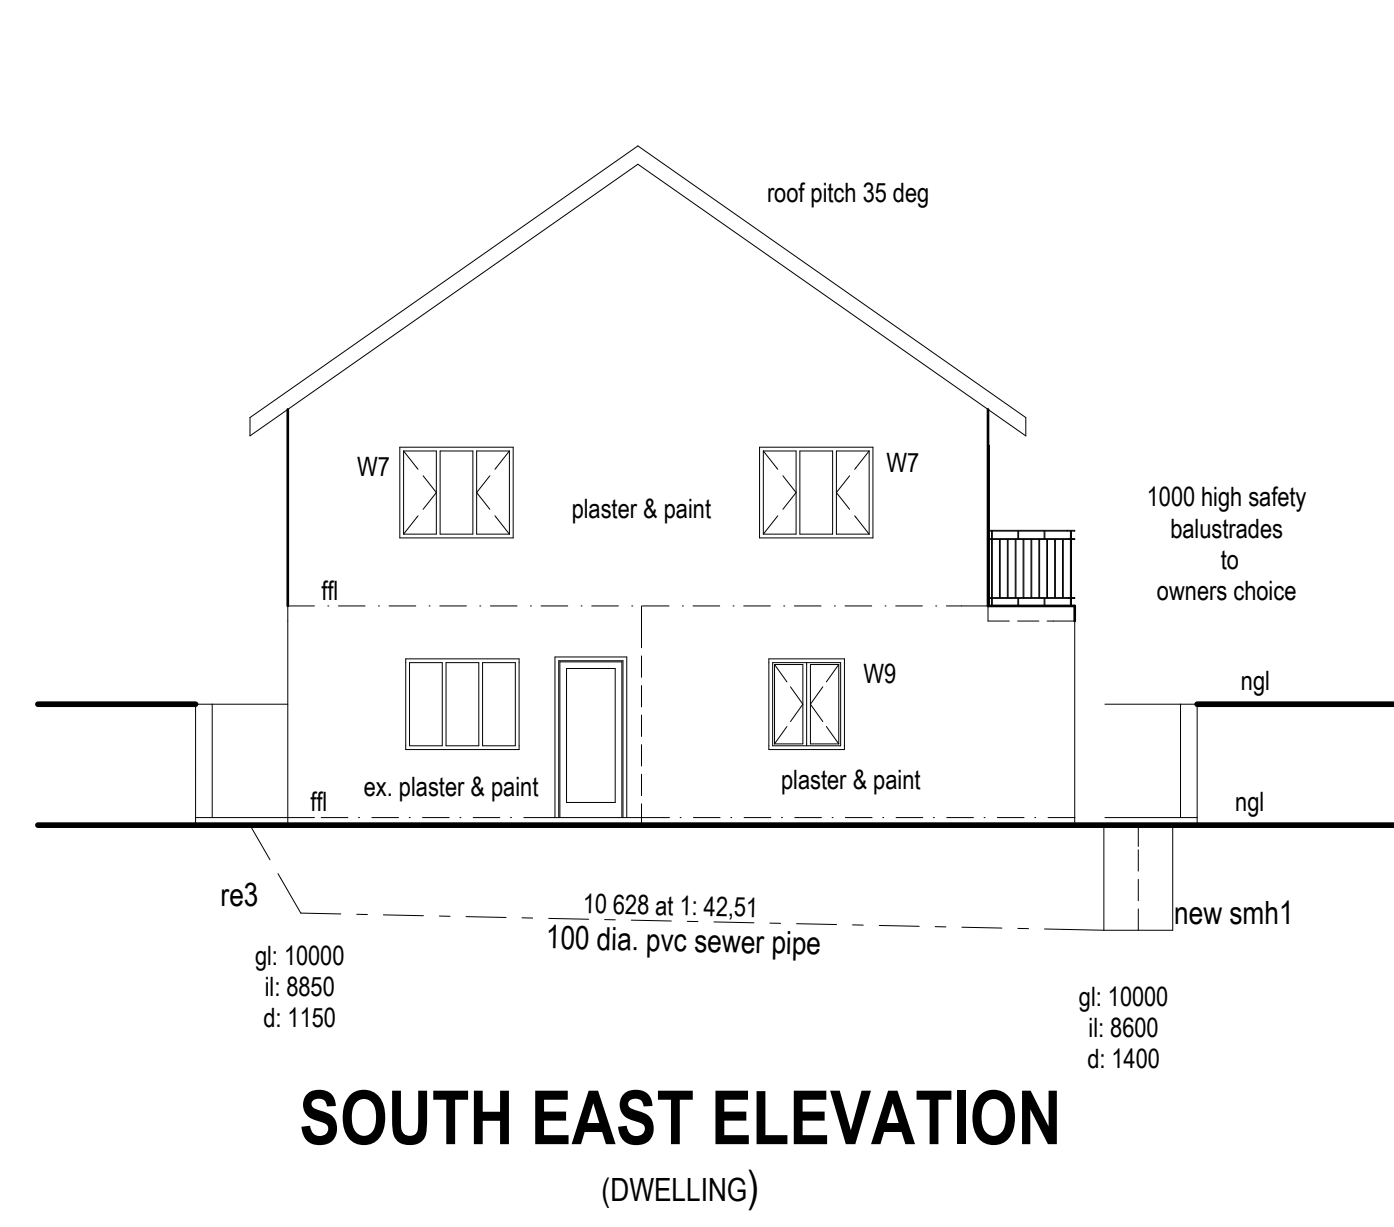 roof pitch 35 deg
W7
W7
plaster & paint
1000 high safety
balustrades
to
owners choice
ffl
W9
ngl
ex. plaster & paint
plaster & paint
ffl
ngl
re3
10 628 at 1: 42,51
100 dia. pvc sewer pipe
new smh1
gl: 10000
il: 8850
d: 1150
gl: 10000
il: 8600
d: 1400
SOUTH EAST ELEVATION
(DWELLING)